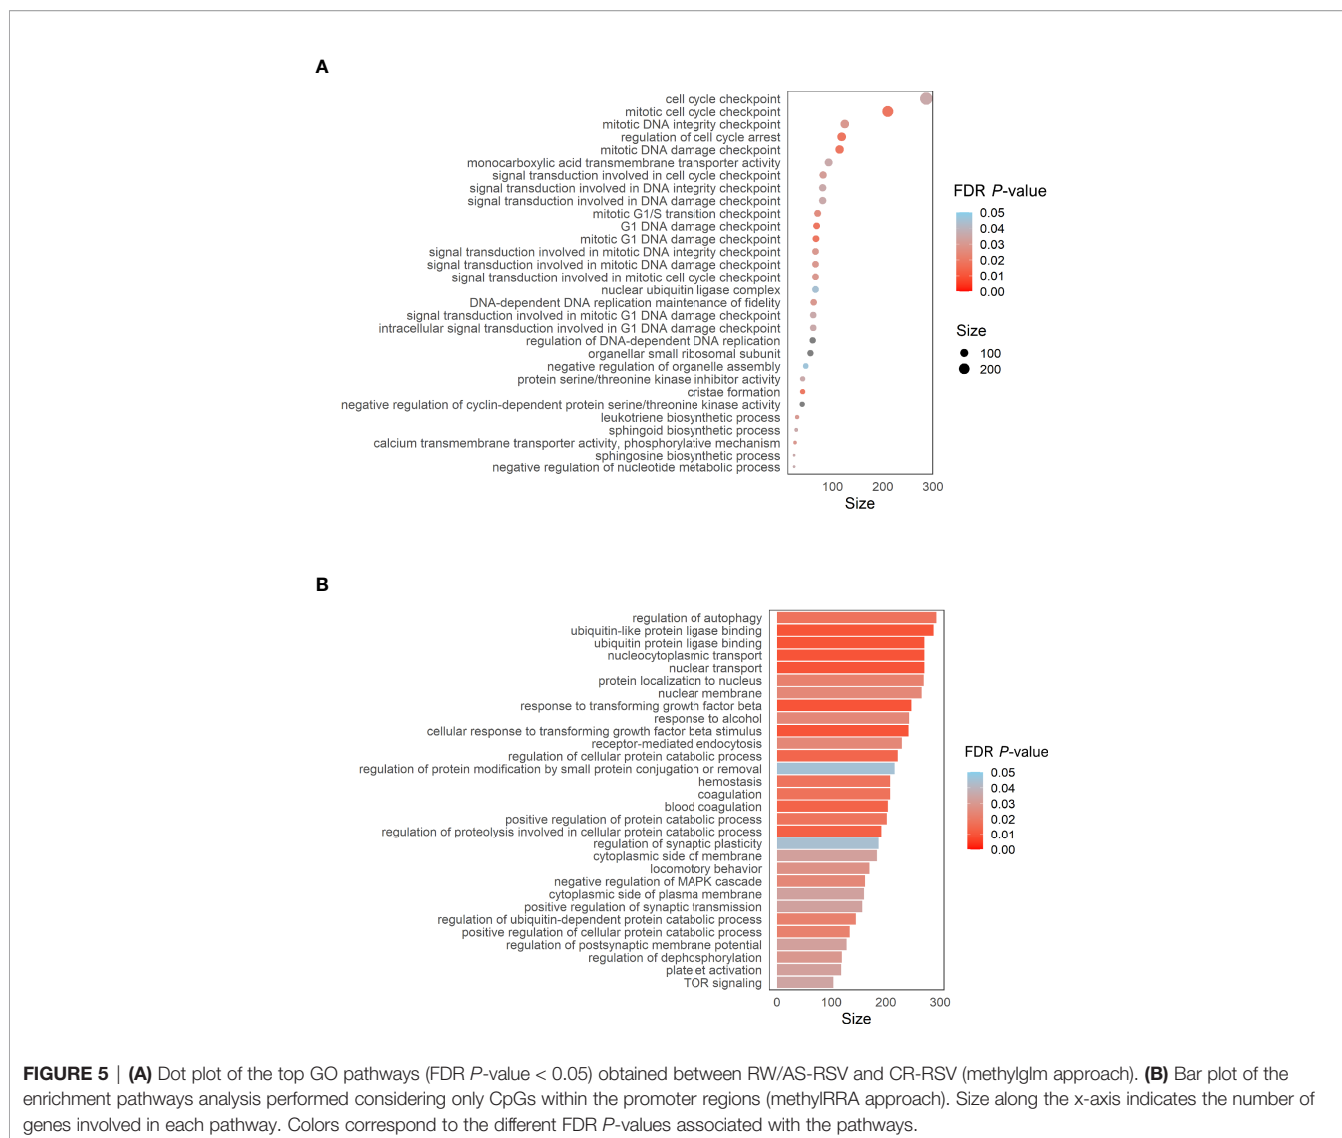 A
cell cycle checkpoint
mitotic cell cycle checkpoint
mitotic DNA integrity checkpoint
regulation of cell cycle arrest
mitotic DNA damage checkpoint
monocarboxylic acid transmembrane transporter activity
signal transduction involved in cell cycle checkpoint
signal transduction involved in DNA integrity checkpoint
signal transduction involved in DNA damage checkpoint
mitotic G1/S transition checkpoint
G1 DNA damage checkpoint
mitotic G1 DNA damage checkpoint
signal transduction involved in mitotic DNA integrity checkpoint
signal transduction involved in mitotic DNA damage checkpoint
signal transduction involved in mitotic cell cycle checkpoint
nuclear ubiquitin ligase complex
DNA-dependent DNA replication maintenance of fidelity
signal transduction involved in mitotic G1 DNA damage checkpoint
intracellular signal transduction involved in G1 DNA damage checkpoint
regulation of DNA-dependent DNA replication
organellar small ribosomal subunit
negative regulation of organelle assembly
protein serine/threonine kinase inhibitor activity
cristae formation
negative regulation of cyclin-dependent protein serine/threonine kinase activity
leukotriene biosynthetic process
sphingoid biosynthetic process
calcium transmembrane transporter activity, phosphorylative mechanism
sphingosine biosynthetic process
negative regulation of nucleotide metabolic process
100 200 300
Size
FDR P-value
0.05
0.04
0.03
0.02
0.01
0.00
Size
100
200
B
regulation of autophagy
ubiquitin-like protein ligase binding
ubiquitin protein ligase binding
nucleocytoplasmic transport
nuclear transport
protein localization to nucleus
nuclear membrane
response to transforming growth factor beta
response to alcohol
cellular response to transforming growth factor beta stimulus
receptor-mediated endocytosis
regulation of cellular protein catabolic process
regulation of protein modification by small protein conjugation or removal
hemostasis
coagulation
blood coagulation
positive regulation of protein catabolic process
regulation of proteolysis involved in cellular protein catabolic process
regulation of synaptic plasticity
cytoplasmic side of membrane
locomotory behavior
negative regulation of MAPK cascade
cytoplasmic side of plasma membrane
positive regulation of synaptic transmission
regulation of ubiquitin-dependent protein catabolic process
positive regulation of cellular protein catabolic process
regulation of postsynaptic membrane potential
regulation of dephosphorylation
platelet activation
TOR signaling
0 100 200 300
Size
FDR P-value
0.05
0.04
0.03
0.02
0.01
0.00
FIGURE 5 | (A) Dot plot of the top GO pathways (FDR P-value < 0.05) obtained between RW/AS-RSV and CR-RSV (methylglm approach). (B) Bar plot of the
enrichment pathways analysis performed considering only CpGs within the promoter regions (methylRRA approach). Size along the x-axis indicates the number of
genes involved in each pathway. Colors correspond to the different FDR P-values associated with the pathways.